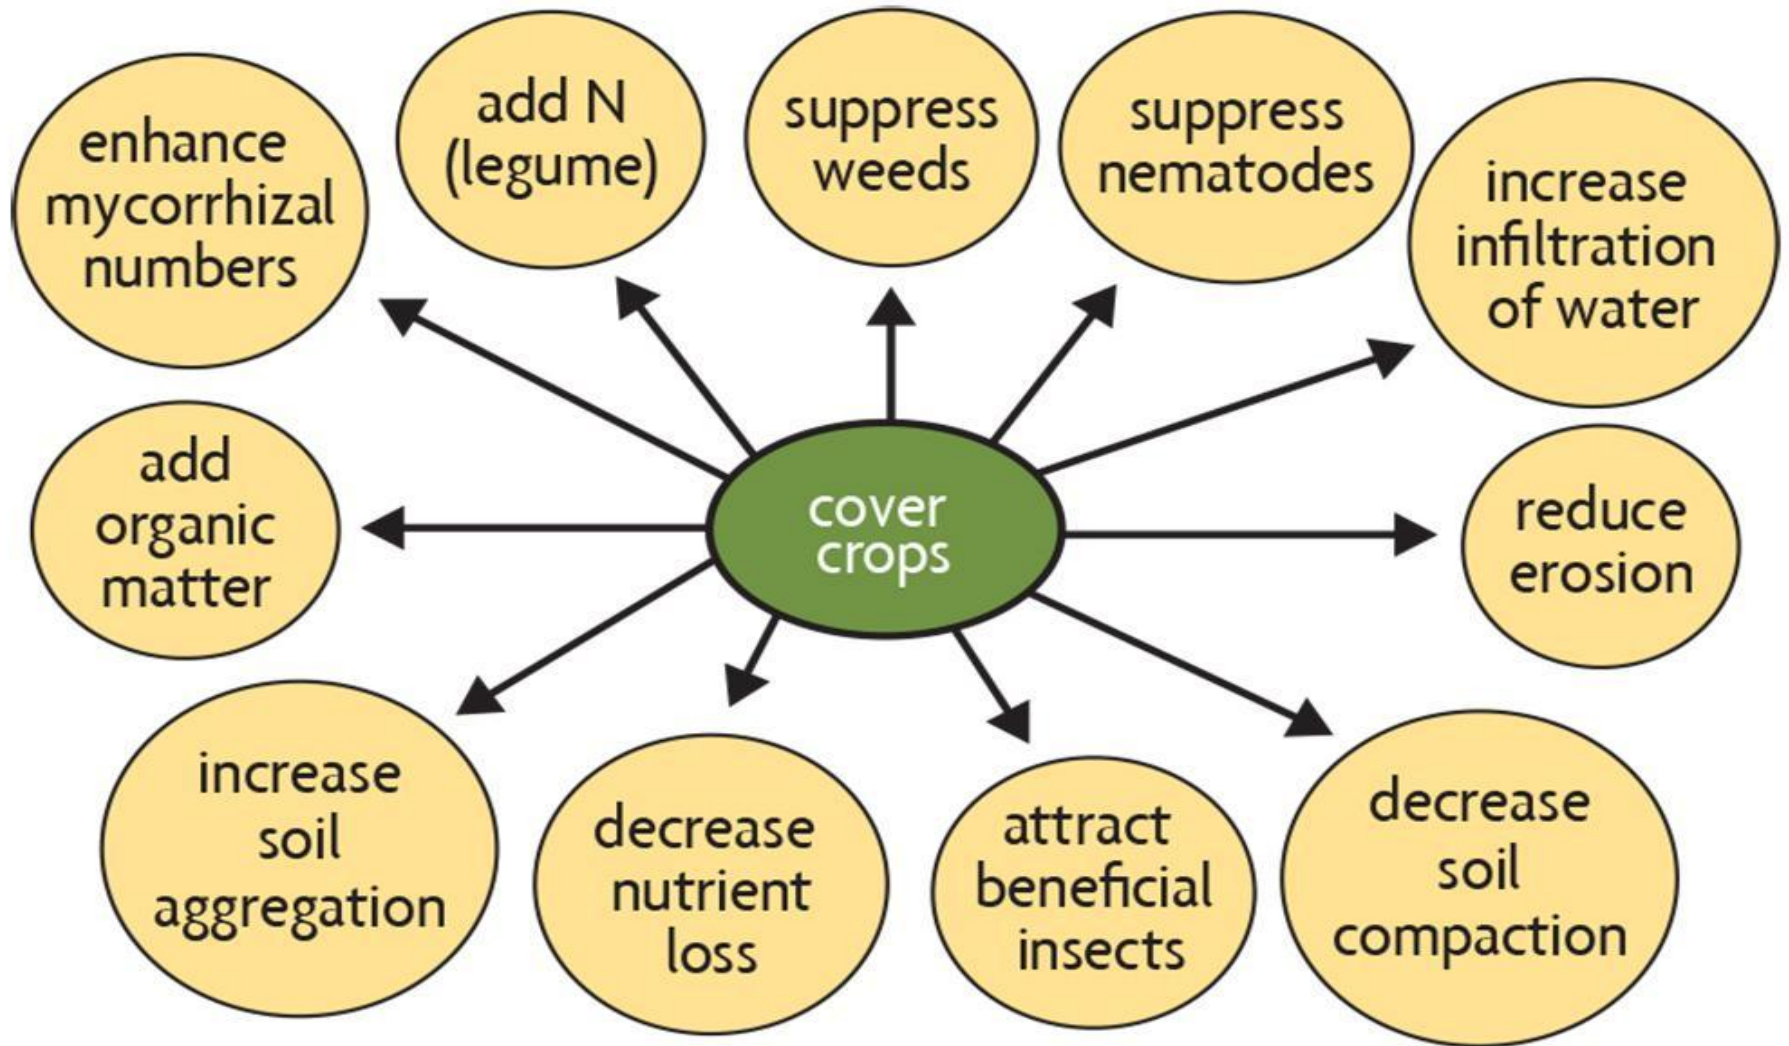 enhance
mycorrhizal
numbers
add N
(legume)
suppress
weeds
suppress
nematodes
increase
infiltration
of water
add
organic
matter
cover
crops
reduce
erosion
increase
soil
aggregation
decrease
nutrient
loss
attract
beneficial
insects
decrease
soil
compaction